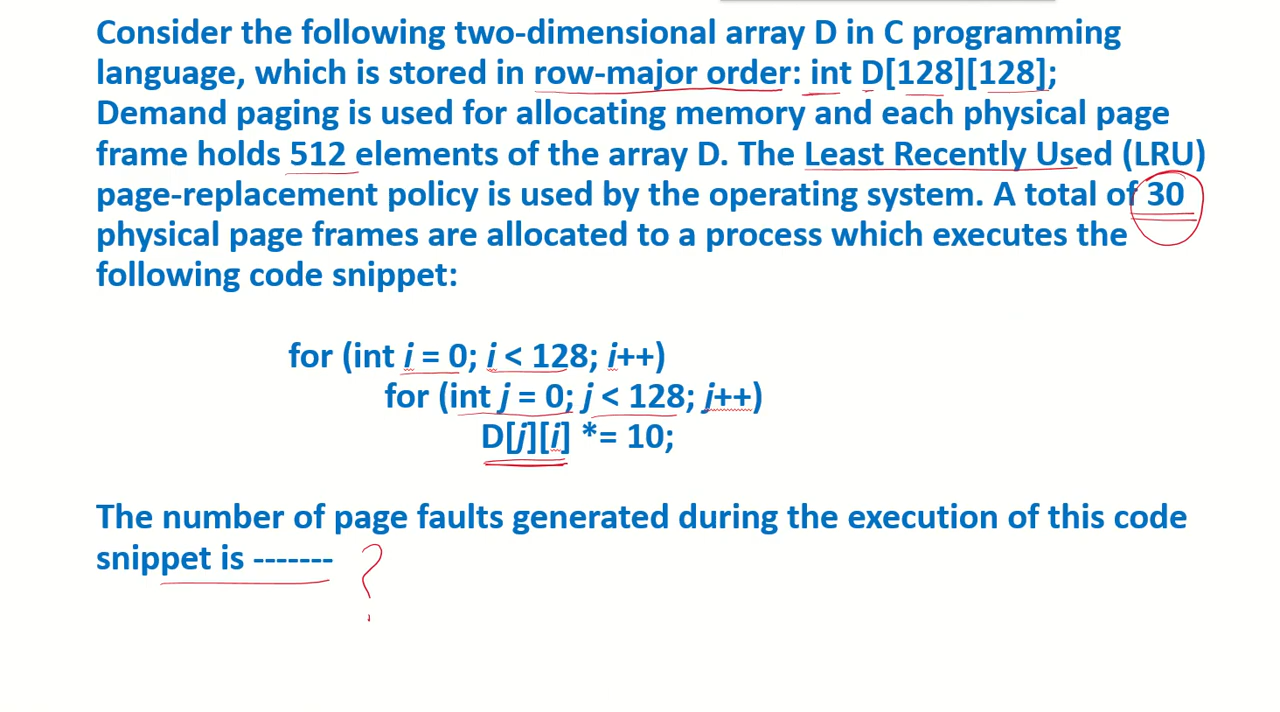 Consider the following two-dimensional array D in C programming
language, which is stored in row-major order: int D[128][128];
Demand paging is used for allocating memory and each physical page
frame holds 512 elements of the array D. The Least Recently Used (LRU)
page-replacement policy is used by the operating system. A total of 30
physical page frames are allocated to a process which executes the
following code snippet:
for (int i = 0; i < 128; i++)
for (int j = 0; j < 128; j++)
D[j][i] *= 10;
The number of page faults generated during the execution of this code
snippet is ------- ?